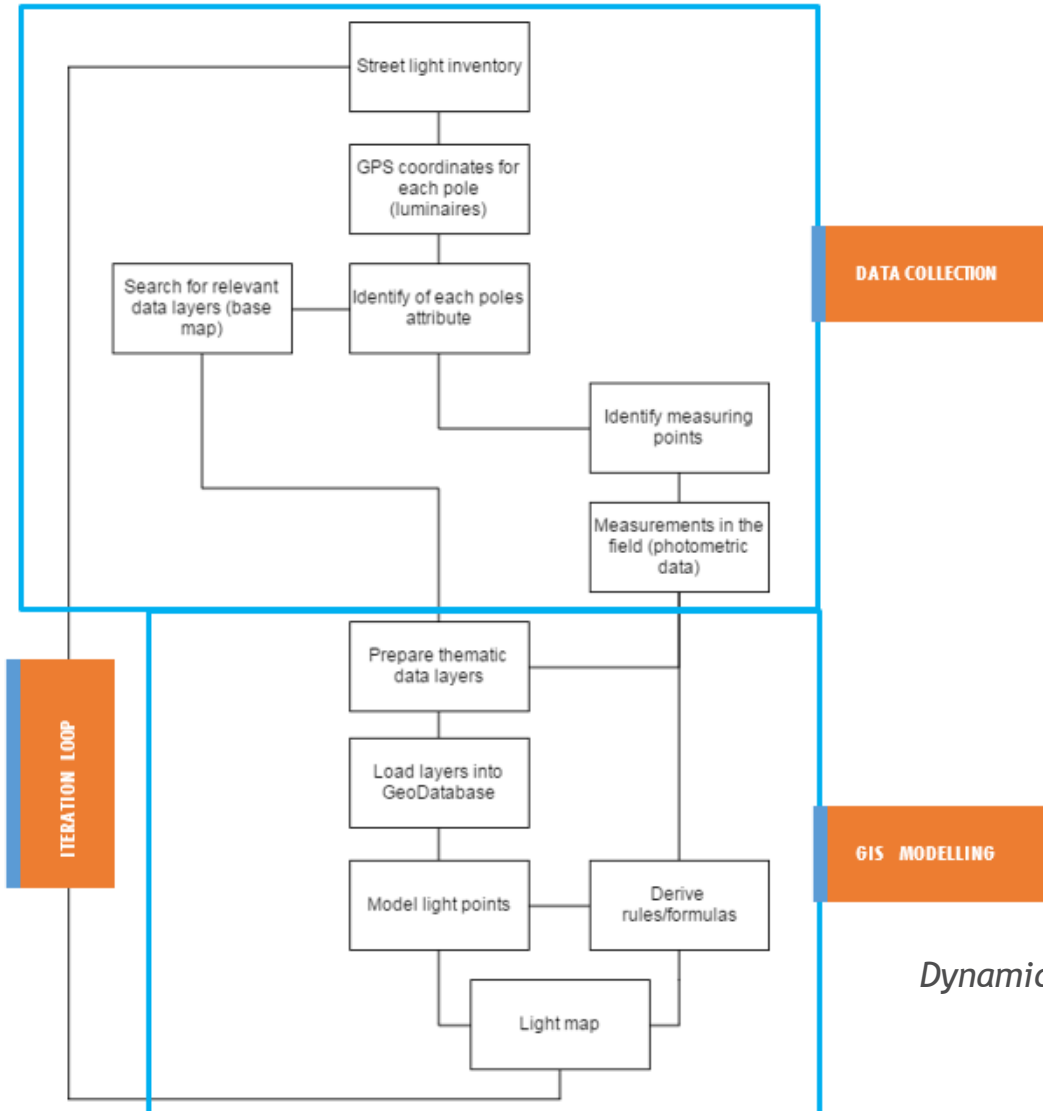 Street light inventory
GPS coordinates for
each pole
(luminaires)
Search for relevant
data layers (base
map)
Identify of each poles
attribute
DATA COLLECTION
Identify measuring
points
Measurements in the
field (photometric
data)
Prepare thematic
data layers
ITERATION LOOP
Load layers into
GeoDatabase
GIS MODELLING
Model light points
Derive
rules/formulas
Dynamic
Light map